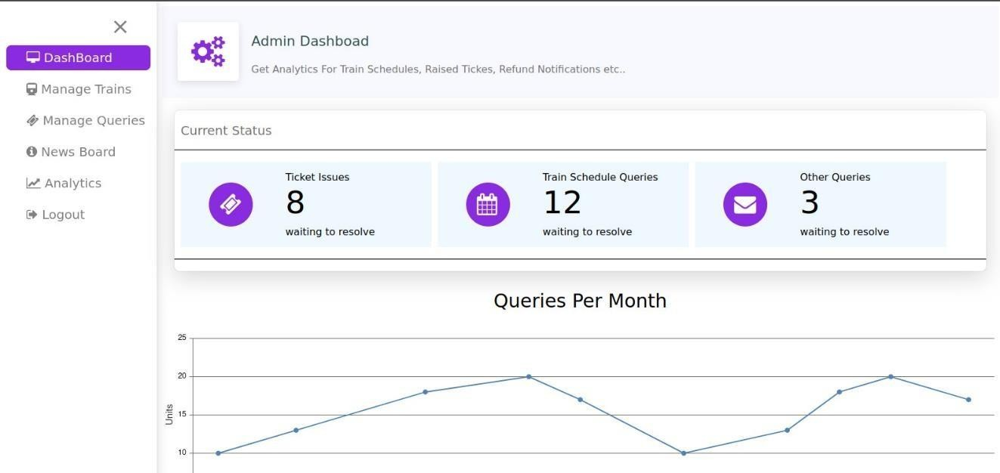 DashBoard
Manage Trains
Manage Queries
News Board
Analytics
Logout
Admin Dashboad
Get Analytics For Train Schedules, Raised Tickes, Refund Notifications etc..
Current Status
Ticket Issues
8
waiting to resolve
Train Schedule Queries
12
waiting to resolve
Other Queries
3
waiting to resolve
Queries Per Month
25
20
15
10
Units